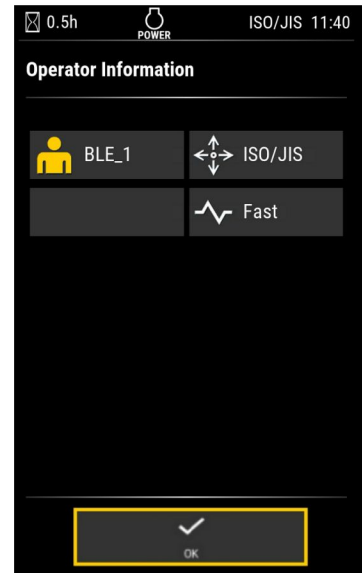 0.5h POWER ISO/JIS 11:40
Operator Information
BLE_1 ISO/JIS
Fast
OK